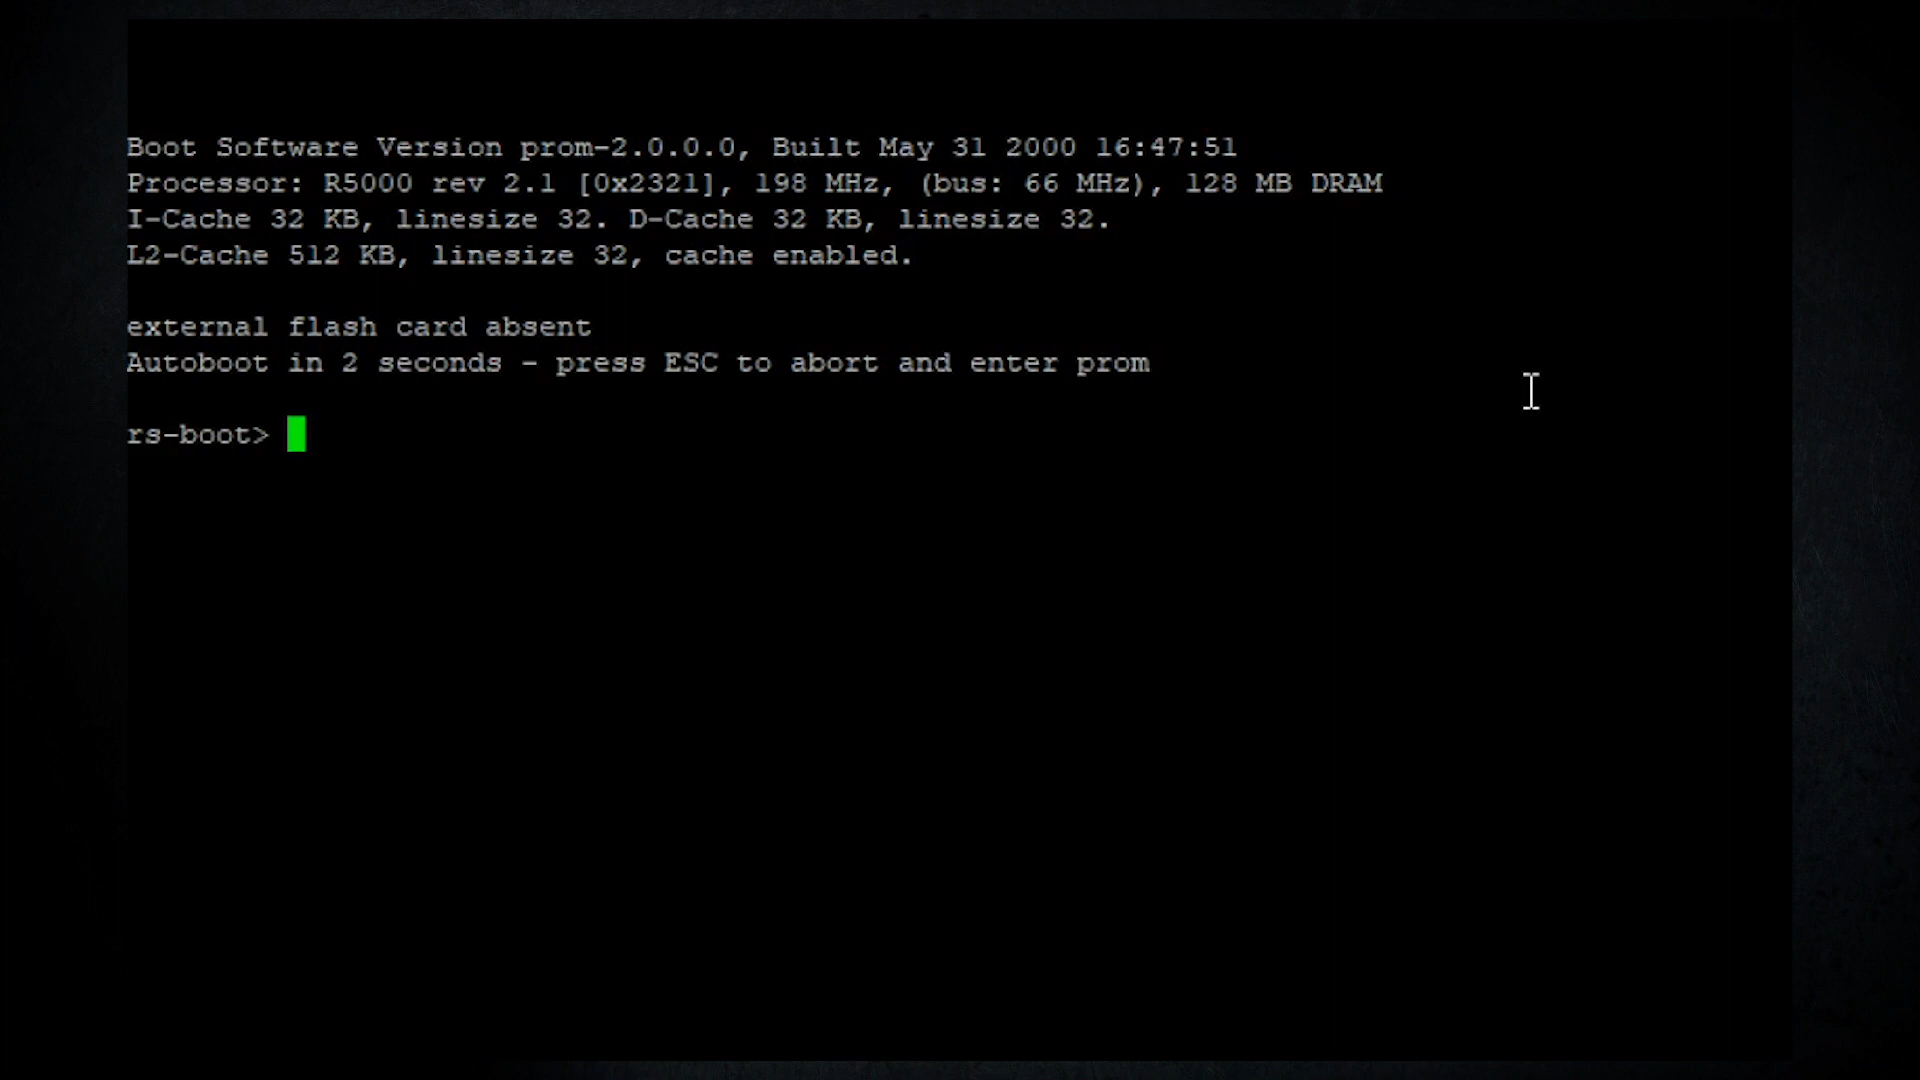 Boot Software Version prom-2.0.0.0, Built May 31 2000 16:47:51
Processor: R5000 rev 2.1 [0x2321], 198 MHz, (bus: 66 MHz), 128 MB DRAM
I-Cache 32 KB, linesize 32. D-Cache 32 KB, linesize 32.
L2-Cache 512 KB, linesize 32, cache enabled.
external flash card absent
Autoboot in 2 seconds - press ESC to abort and enter prom
rs-boot>